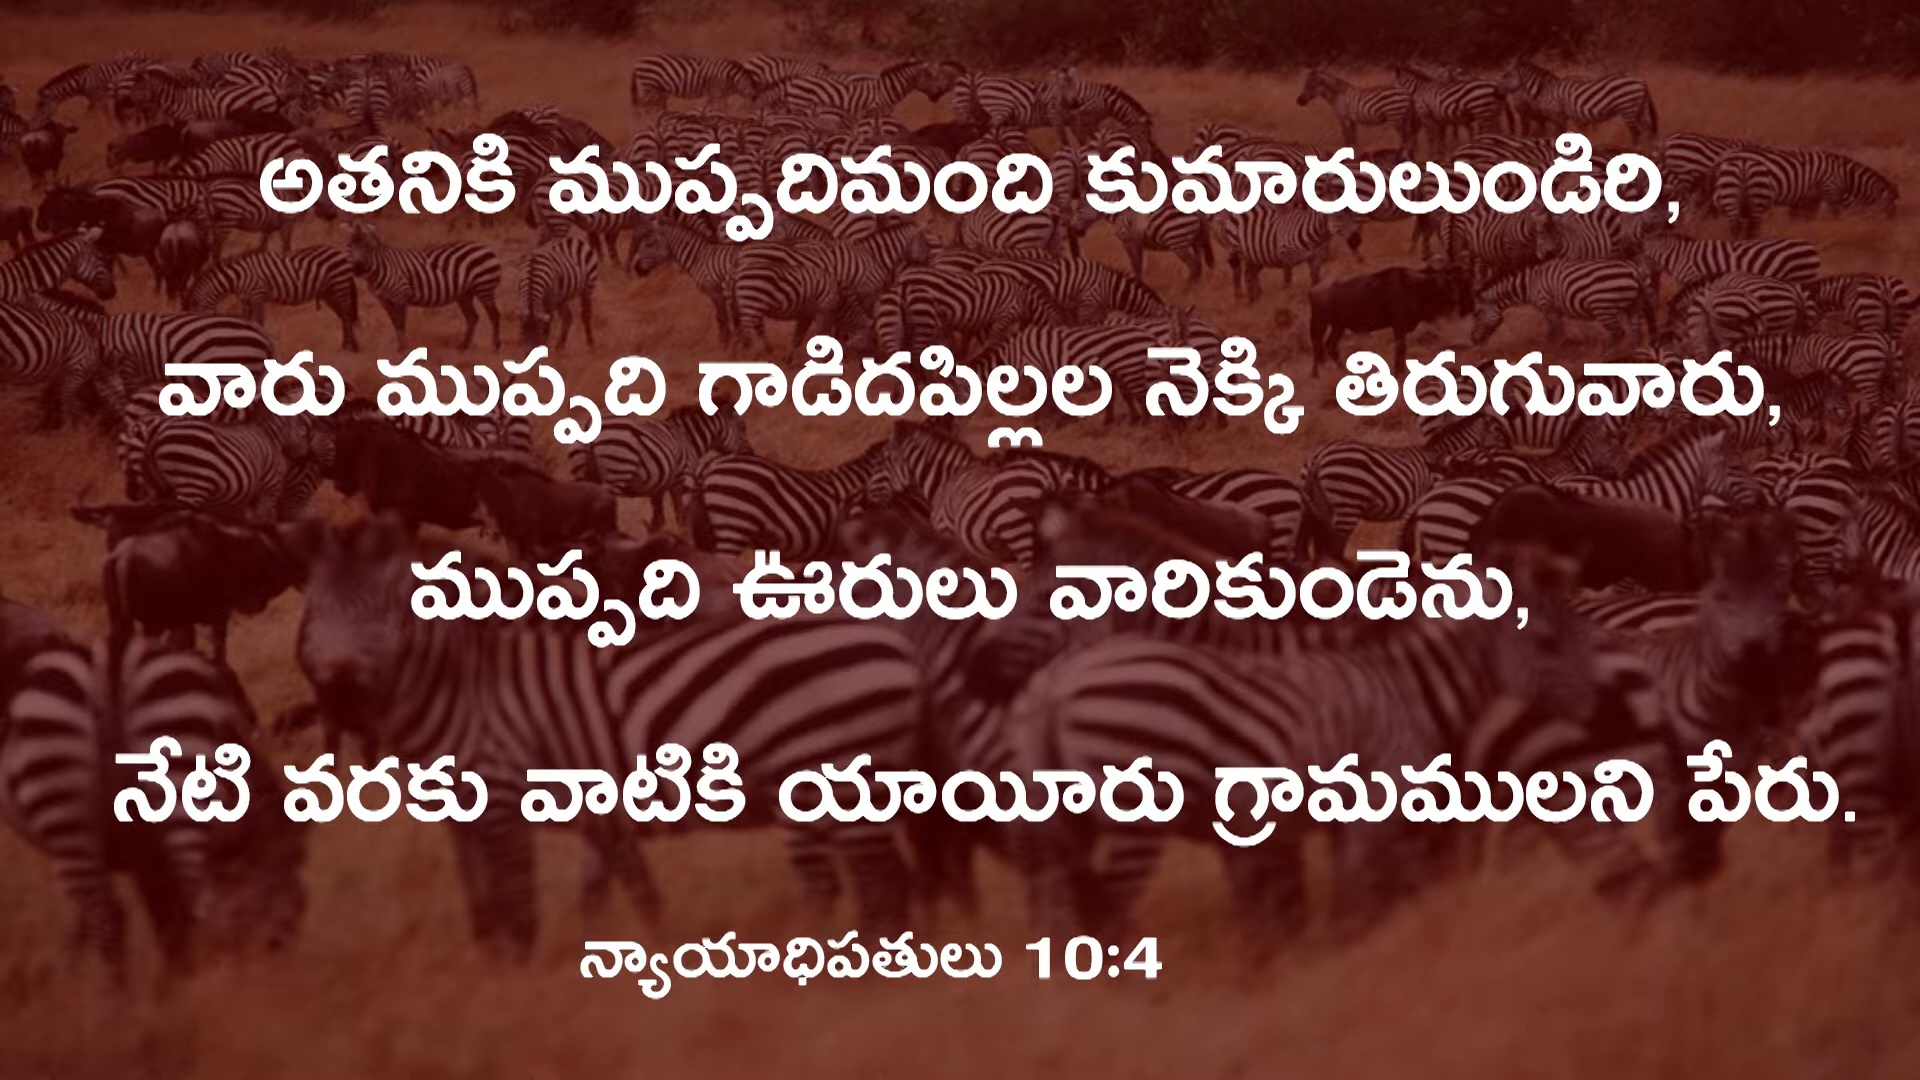 అతనికి ముప్పదిమంది కుమారులుండిరి,
వారు ముప్పది గాడిదపిల్లల నెక్కి తిరుగువారు,
ముప్పది ఊరులు వారికుండెను,
నేటి వరకు వాటికి యాయీరు గ్రామములని పేరు.
న్యాయాధిపతులు 10:4